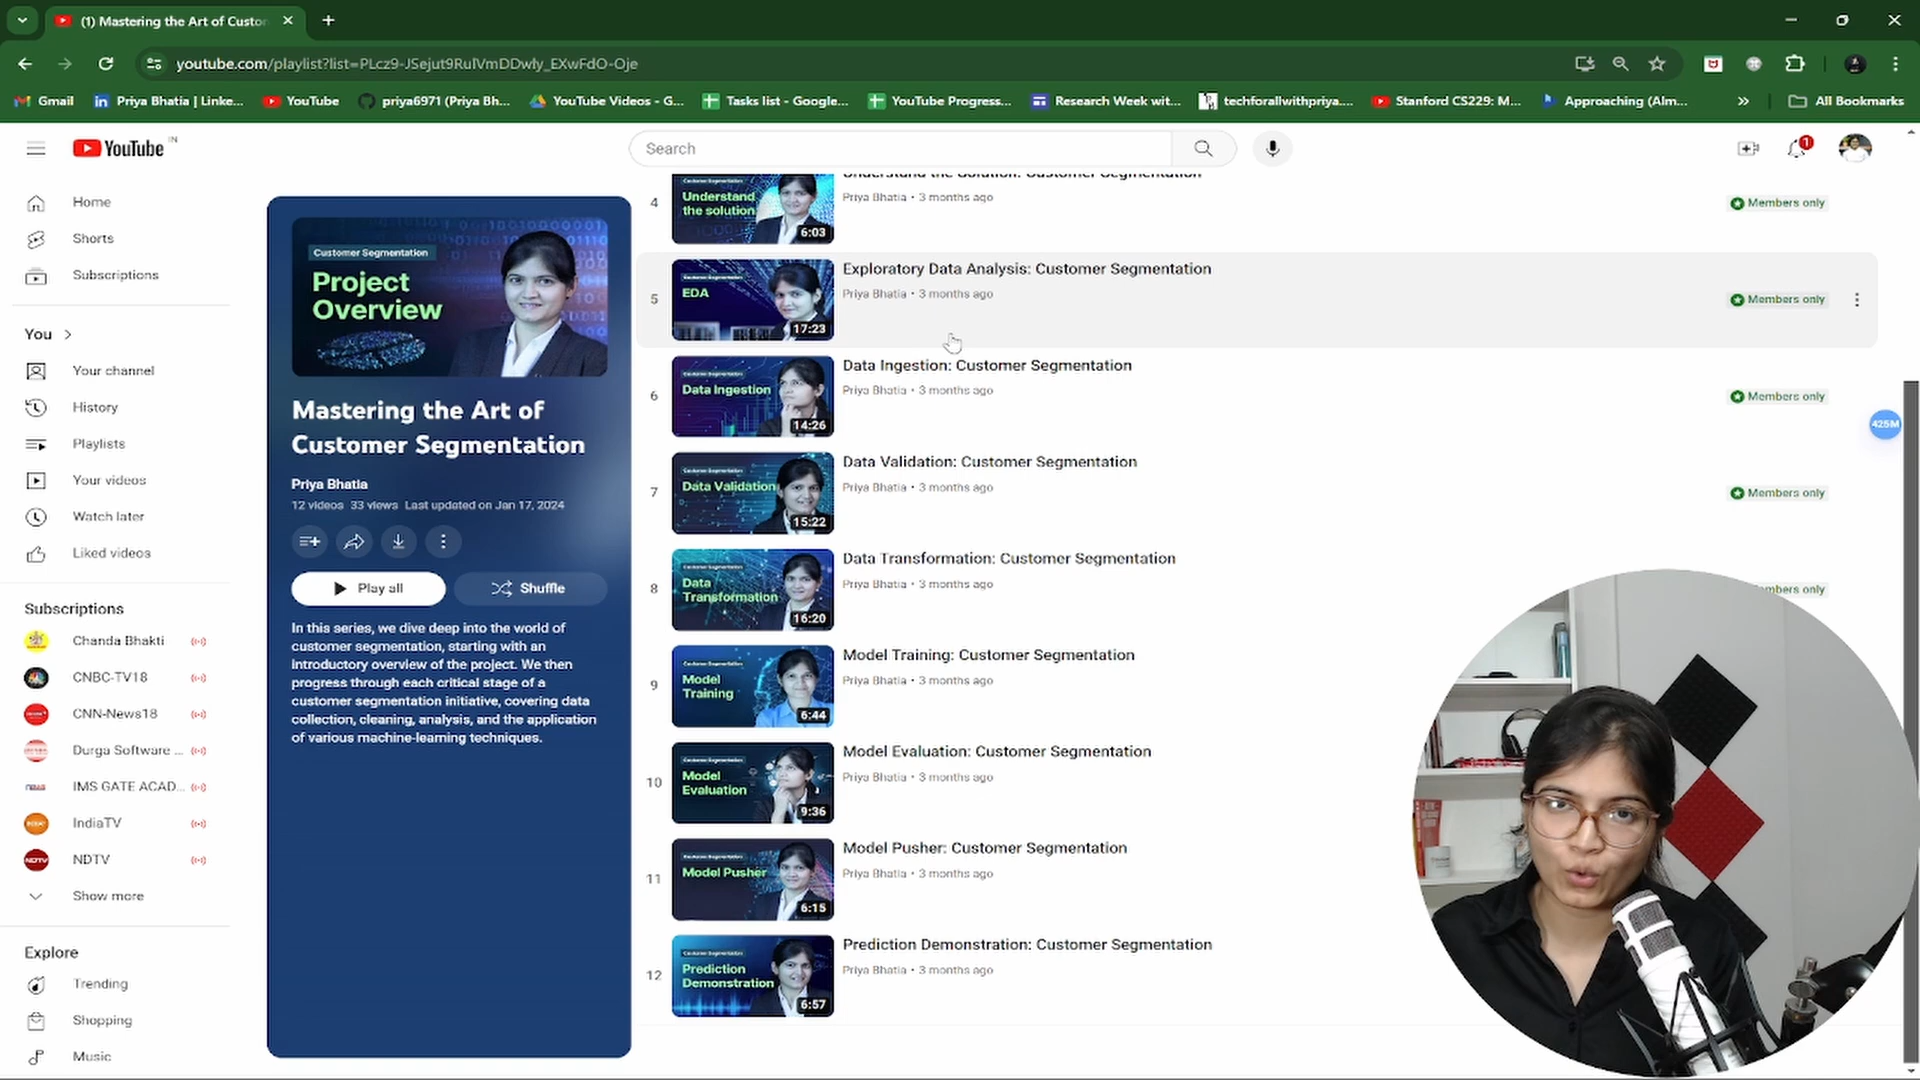 (1) Mastering the Art of Custor
youtube.com/playlist?list=PLcz9-JSejut9RulVmDDwly_EXwFdO-Oje
Gmail
Priya Bhatia | Linke...
YouTube
priya6971 (Priya Bh...
YouTube Videos - G...
Tasks list - Google...
YouTube Progress...
Research Week wit...
techforallwithpriya....
Stanford CS229: M...
Approaching (Alm...
All Bookmarks
YouTube IN
Search
1
Home
Shorts
Subscriptions
You
Your channel
History
Playlists
Your videos
Watch later
Liked videos
Subscriptions
Chanda Bhakti
CNBC-TV18
CNN-News18
Durga Software ...
IMS GATE ACAD...
IndiaTV
NDTV
Show more
Explore
Trending
Shopping
Music
Customer Segmentation
Project
Overview
Mastering the Art of
Customer Segmentation
Priya Bhatia
12 videos 33 views Last updated on Jan 17, 2024
Play all
Shuffle
In this series, we dive deep into the world of
customer segmentation, starting with an
introductory overview of the project. We then
progress through each critical stage of a
customer segmentation initiative, covering data
collection, cleaning, analysis, and the application
of various machine-learning techniques.
4
Understand
the solution
6:03
Understand the Solution: Customer Segmentation
Priya Bhatia • 3 months ago
Members only
5
EDA
17:23
Exploratory Data Analysis: Customer Segmentation
Priya Bhatia • 3 months ago
Members only
6
Data Ingestion
14:26
Data Ingestion: Customer Segmentation
Priya Bhatia • 3 months ago
Members only
7
Data Validation
15:22
Data Validation: Customer Segmentation
Priya Bhatia • 3 months ago
Members only
8
Data
Transformation
16:20
Data Transformation: Customer Segmentation
Priya Bhatia • 3 months ago
mbers only
9
Model
Training
6:44
Model Training: Customer Segmentation
Priya Bhatia • 3 months ago
10
Model
Evaluation
9:36
Model Evaluation: Customer Segmentation
Priya Bhatia • 3 months ago
11
Model Pusher
6:15
Model Pusher: Customer Segmentation
Priya Bhatia • 3 months ago
12
Prediction
Demonstration
6:57
Prediction Demonstration: Customer Segmentation
Priya Bhatia • 3 months ago
425M